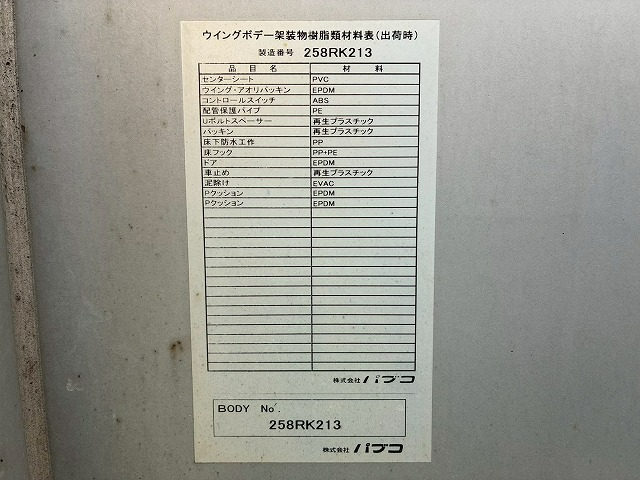 ウイングボデー架装物樹脂類材料表(出荷時)
製造番号 258RK213
品目名 材料
センターシート PVC
ウイング・アオリパッキン EPDM
コントロールスイッチ ABS
配管保護パイプ PE
Uボルトスペーサー 再生プラスチック
パッキン 再生プラスチック
床下防水工作 PP
床フック PP+PE
ドア EPDM
車止め 再生プラスチック
泥除け EVAC
Pクッション EPDM
Pクッション EPDM
株式会社 パブコ
BODY No.
258RK213
株式会社 パブコ